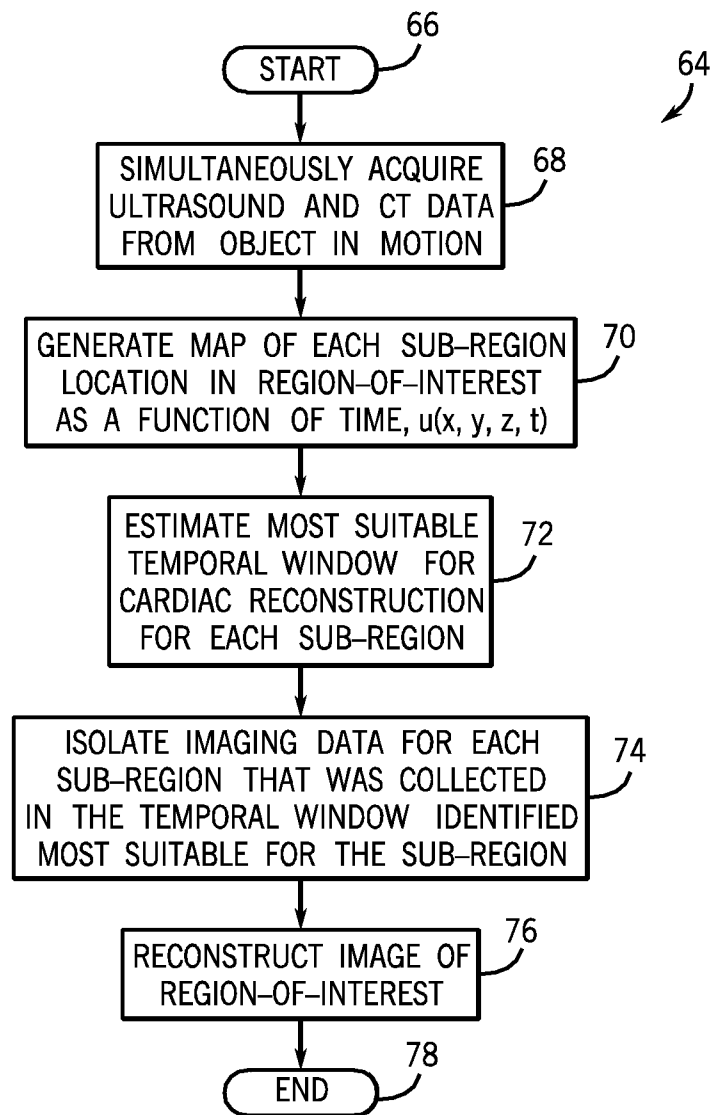 66
START
64
SIMULTANEOUSLY ACQUIRE
ULTRASOUND AND CT DATA
FROM OBJECT IN MOTION
68
GENERATE MAP OF EACH SUB–REGION
LOCATION IN REGION–OF–INTEREST
AS A FUNCTION OF TIME, u(x, y, z, t)
70
ESTIMATE MOST SUITABLE
TEMPORAL WINDOW FOR
CARDIAC RECONSTRUCTION
FOR EACH SUB–REGION
72
ISOLATE IMAGING DATA FOR EACH
SUB–REGION THAT WAS COLLECTED
IN THE TEMPORAL WINDOW IDENTIFIED
MOST SUITABLE FOR THE SUB–REGION
74
RECONSTRUCT IMAGE OF
REGION–OF–INTEREST
76
END
78